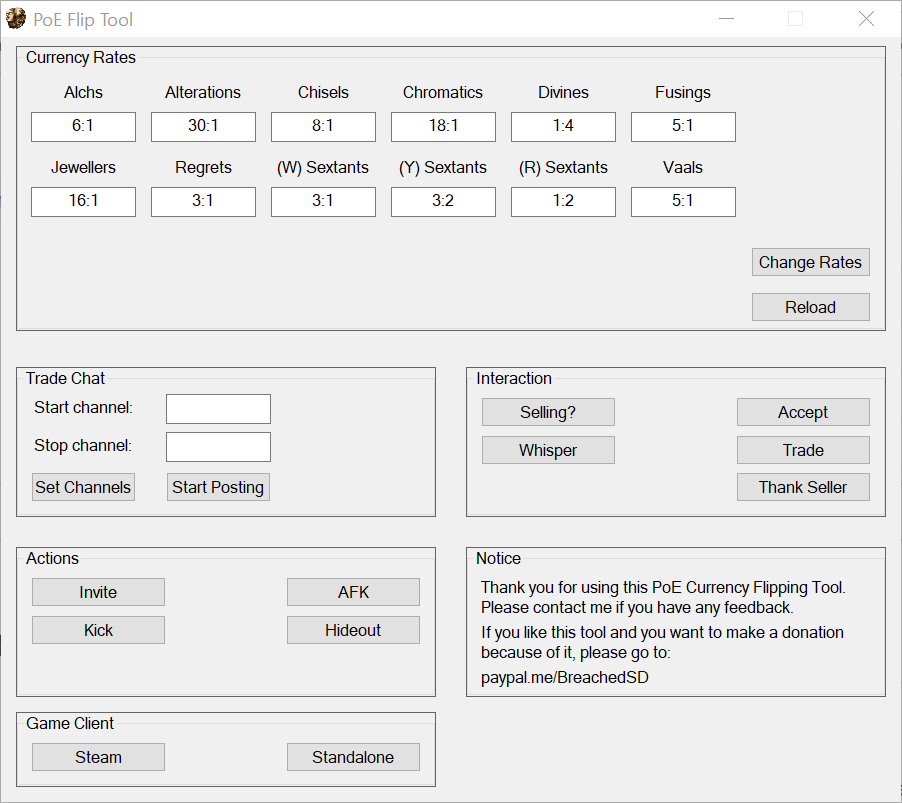 PoE Flip Tool
Currency Rates
Alchs Alterations Chisels Chromatics Divines Fusings
6:1 30:1 8:1 18:1 1:4 5:1
Jewellers Regrets (W) Sextants (Y) Sextants (R) Sextants Vaals
16:1 3:1 3:1 3:2 1:2 5:1
Change Rates
Reload
Trade Chat
Start channel:
Stop channel:
Set Channels Start Posting
Interaction
Selling? Accept
Whisper Trade
Thank Seller
Actions
Invite AFK
Kick Hideout
Notice
Thank you for using this PoE Currency Flipping Tool.
Please contact me if you have any feedback.
If you like this tool and you want to make a donation
because of it, please go to:
paypal.me/BreachedSD
Game Client
Steam Standalone